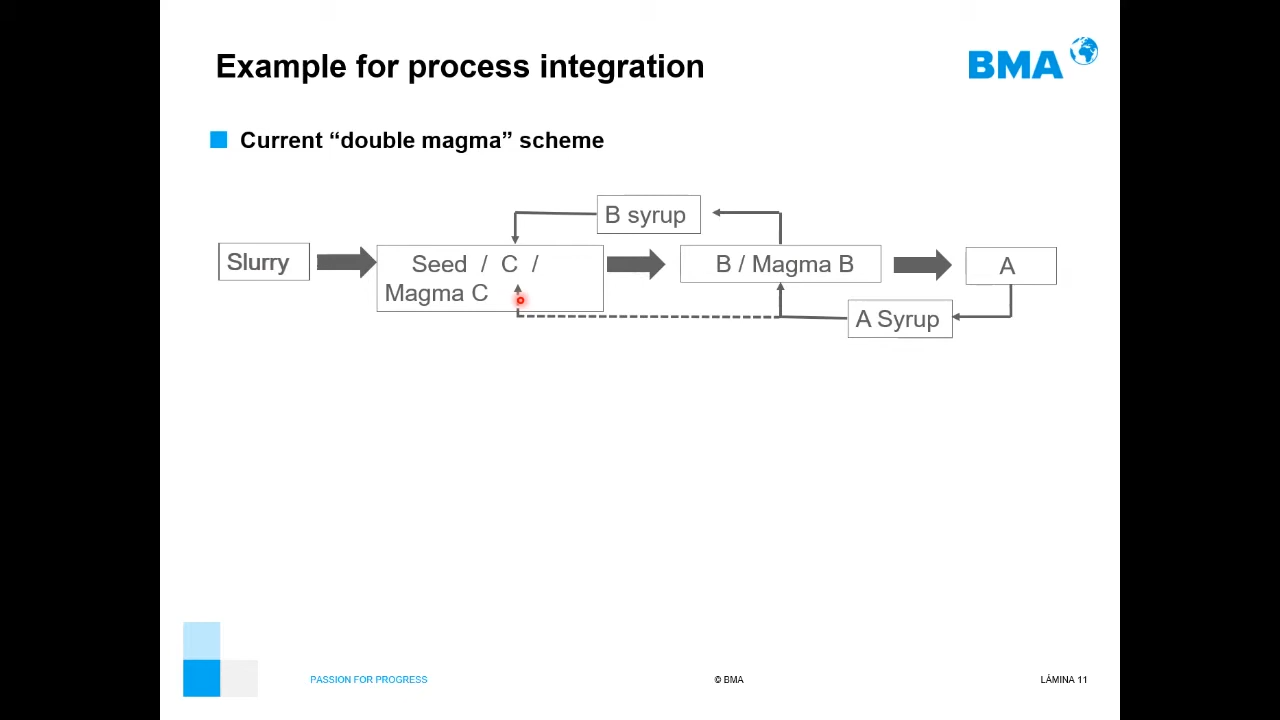 Example for process integration
BMA
Current “double magma” scheme
B syrup
Slurry
Seed / C /
Magma C
B / Magma B
A
A Syrup
PASSION FOR PROGRESS
© BMA
LÁMINA 11